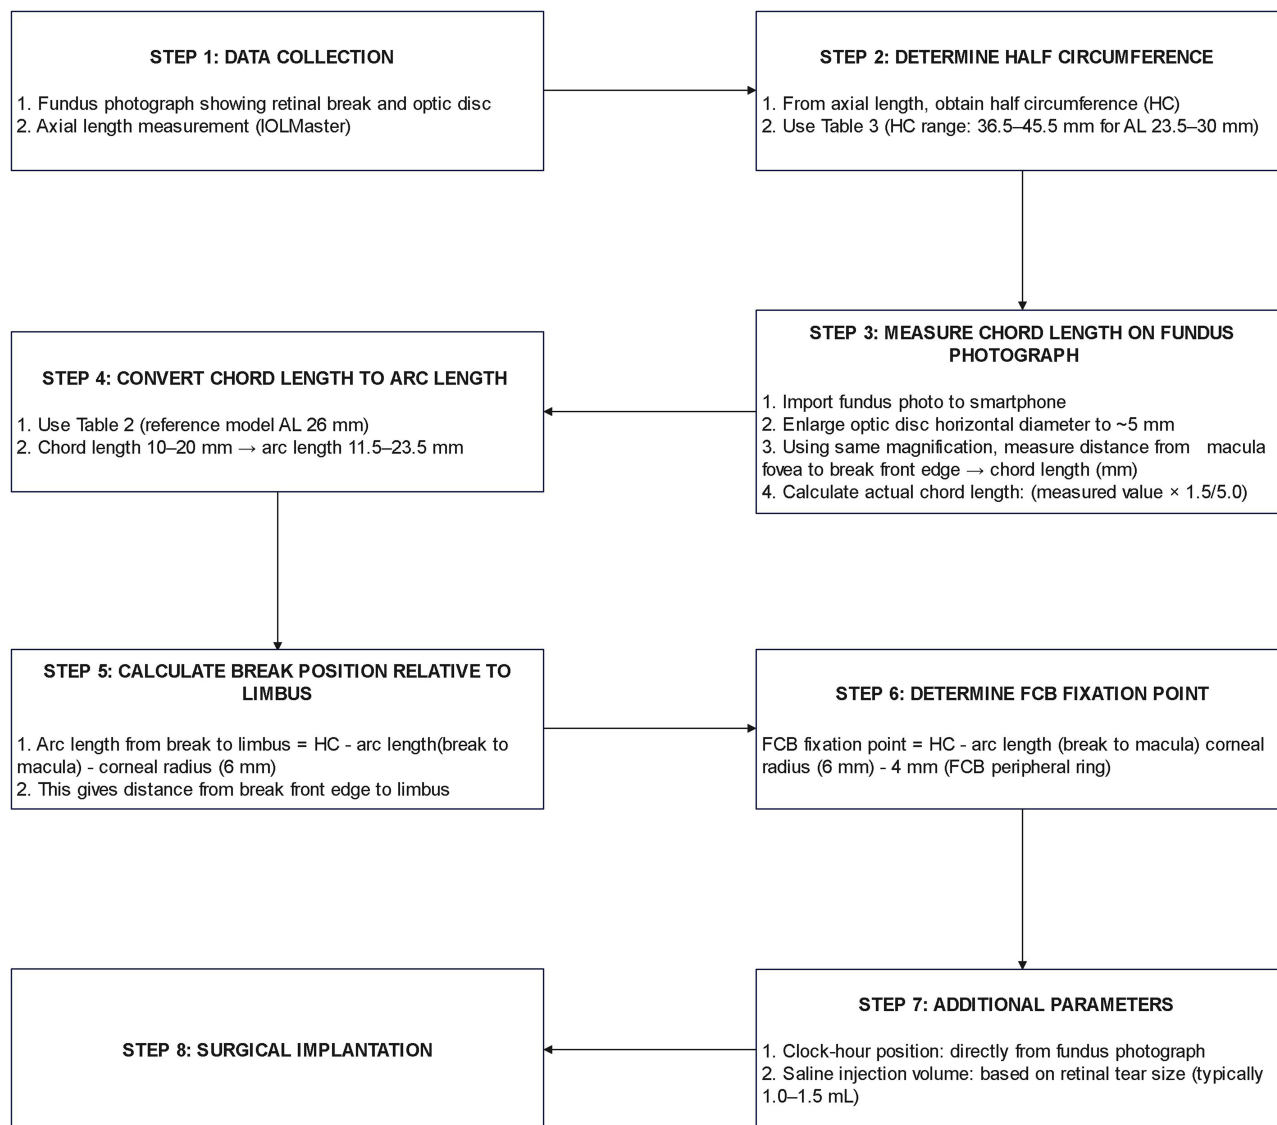 STEP 1: DATA COLLECTION
1. Fundus photograph showing retinal break and optic disc
2. Axial length measurement (IOLMaster)
STEP 2: DETERMINE HALF CIRCUMFERENCE
1. From axial length, obtain half circumference (HC)
2. Use Table 3 (HC range: 36.5–45.5 mm for AL 23.5–30 mm)
STEP 3: MEASURE CHORD LENGTH ON FUNDUS
PHOTOGRAPH
1. Import fundus photo to smartphone
2. Enlarge optic disc horizontal diameter to ~5 mm
3. Using same magnification, measure distance from macula
fovea to break front edge → chord length (mm)
4. Calculate actual chord length: (measured value × 1.5/5.0)
STEP 4: CONVERT CHORD LENGTH TO ARC LENGTH
1. Use Table 2 (reference model AL 26 mm)
2. Chord length 10–20 mm → arc length 11.5–23.5 mm
STEP 5: CALCULATE BREAK POSITION RELATIVE TO
LIMBUS
1. Arc length from break to limbus = HC - arc length(break to
macula) - corneal radius (6 mm)
2. This gives distance from break front edge to limbus
STEP 6: DETERMINE FCB FIXATION POINT
FCB fixation point = HC - arc length (break to macula) corneal
radius (6 mm) - 4 mm (FCB peripheral ring)
STEP 7: ADDITIONAL PARAMETERS
1. Clock-hour position: directly from fundus photograph
2. Saline injection volume: based on retinal tear size (typically
1.0–1.5 mL)
STEP 8: SURGICAL IMPLANTATION